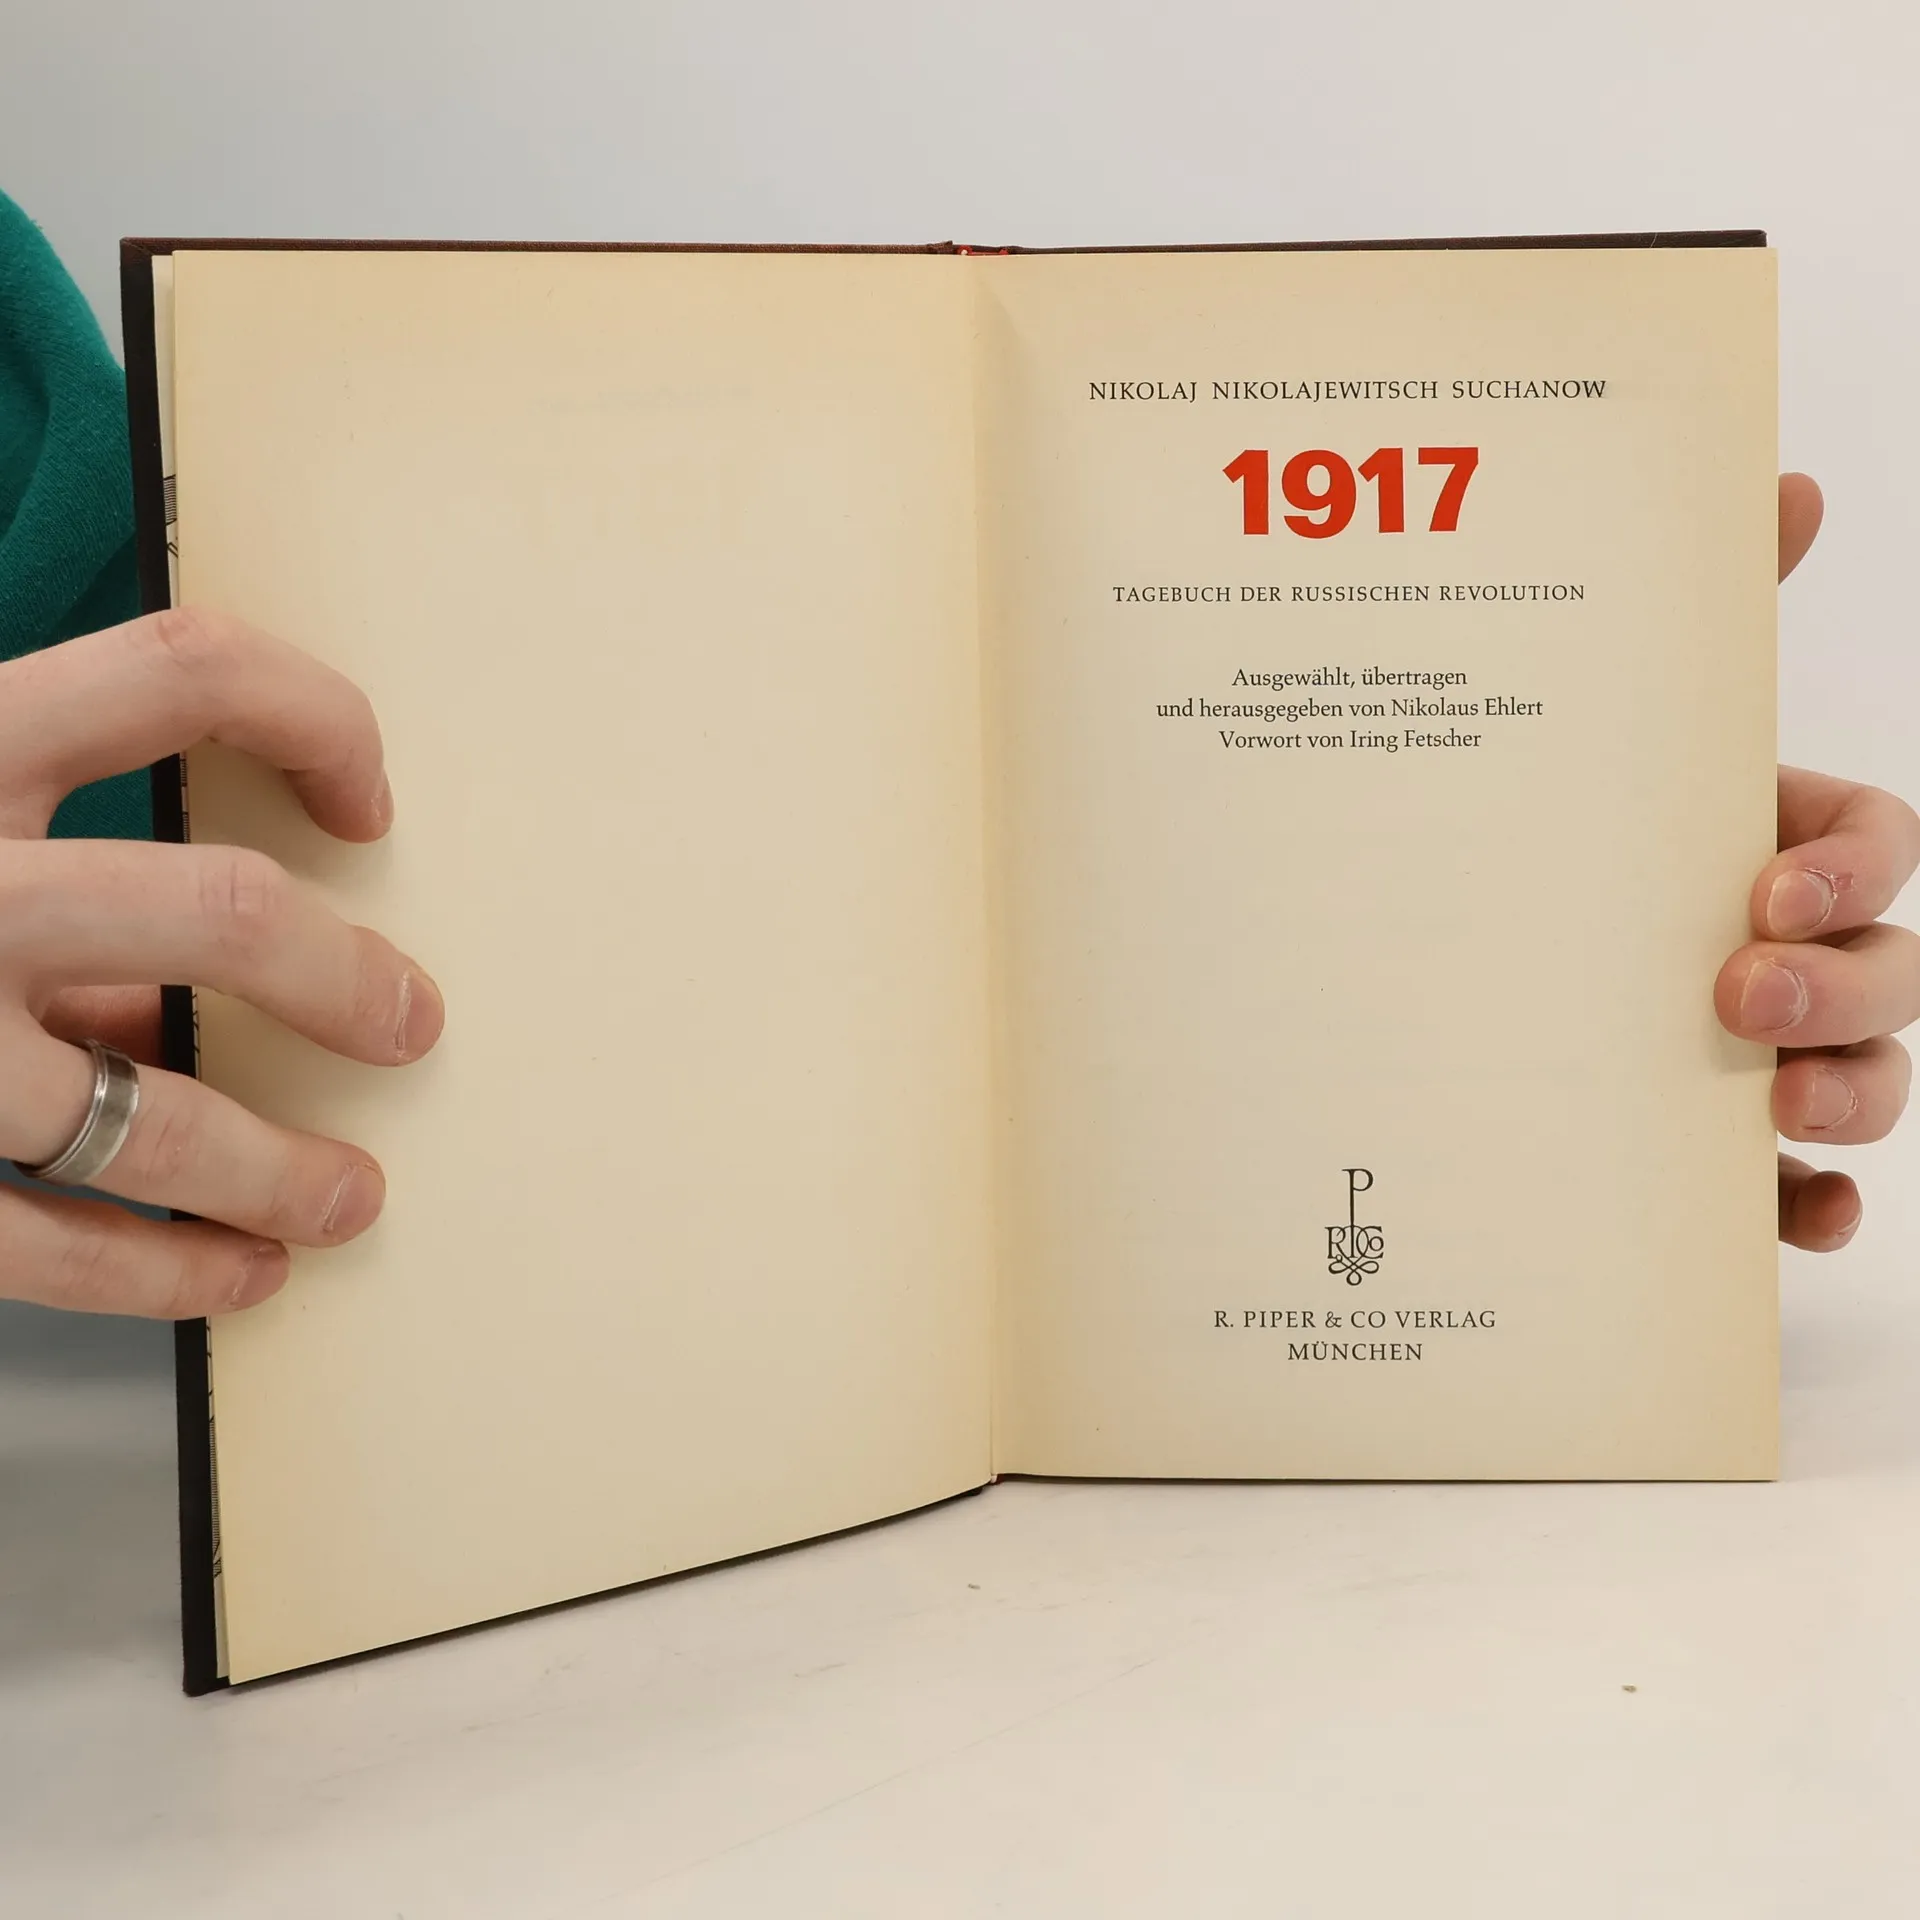 NIKOLAJ NIKOLAJEWITSCH SUCHANOW
1917
TAGEBUCH DER RUSSISCHEN REVOLUTION
Ausgewählt, übertragen
und herausgegeben von Nikolaus Ehlert
Vorwort von Iring Fetscher
P
R P & Co
R. PIPER & CO VERLAG
MÜNCHEN